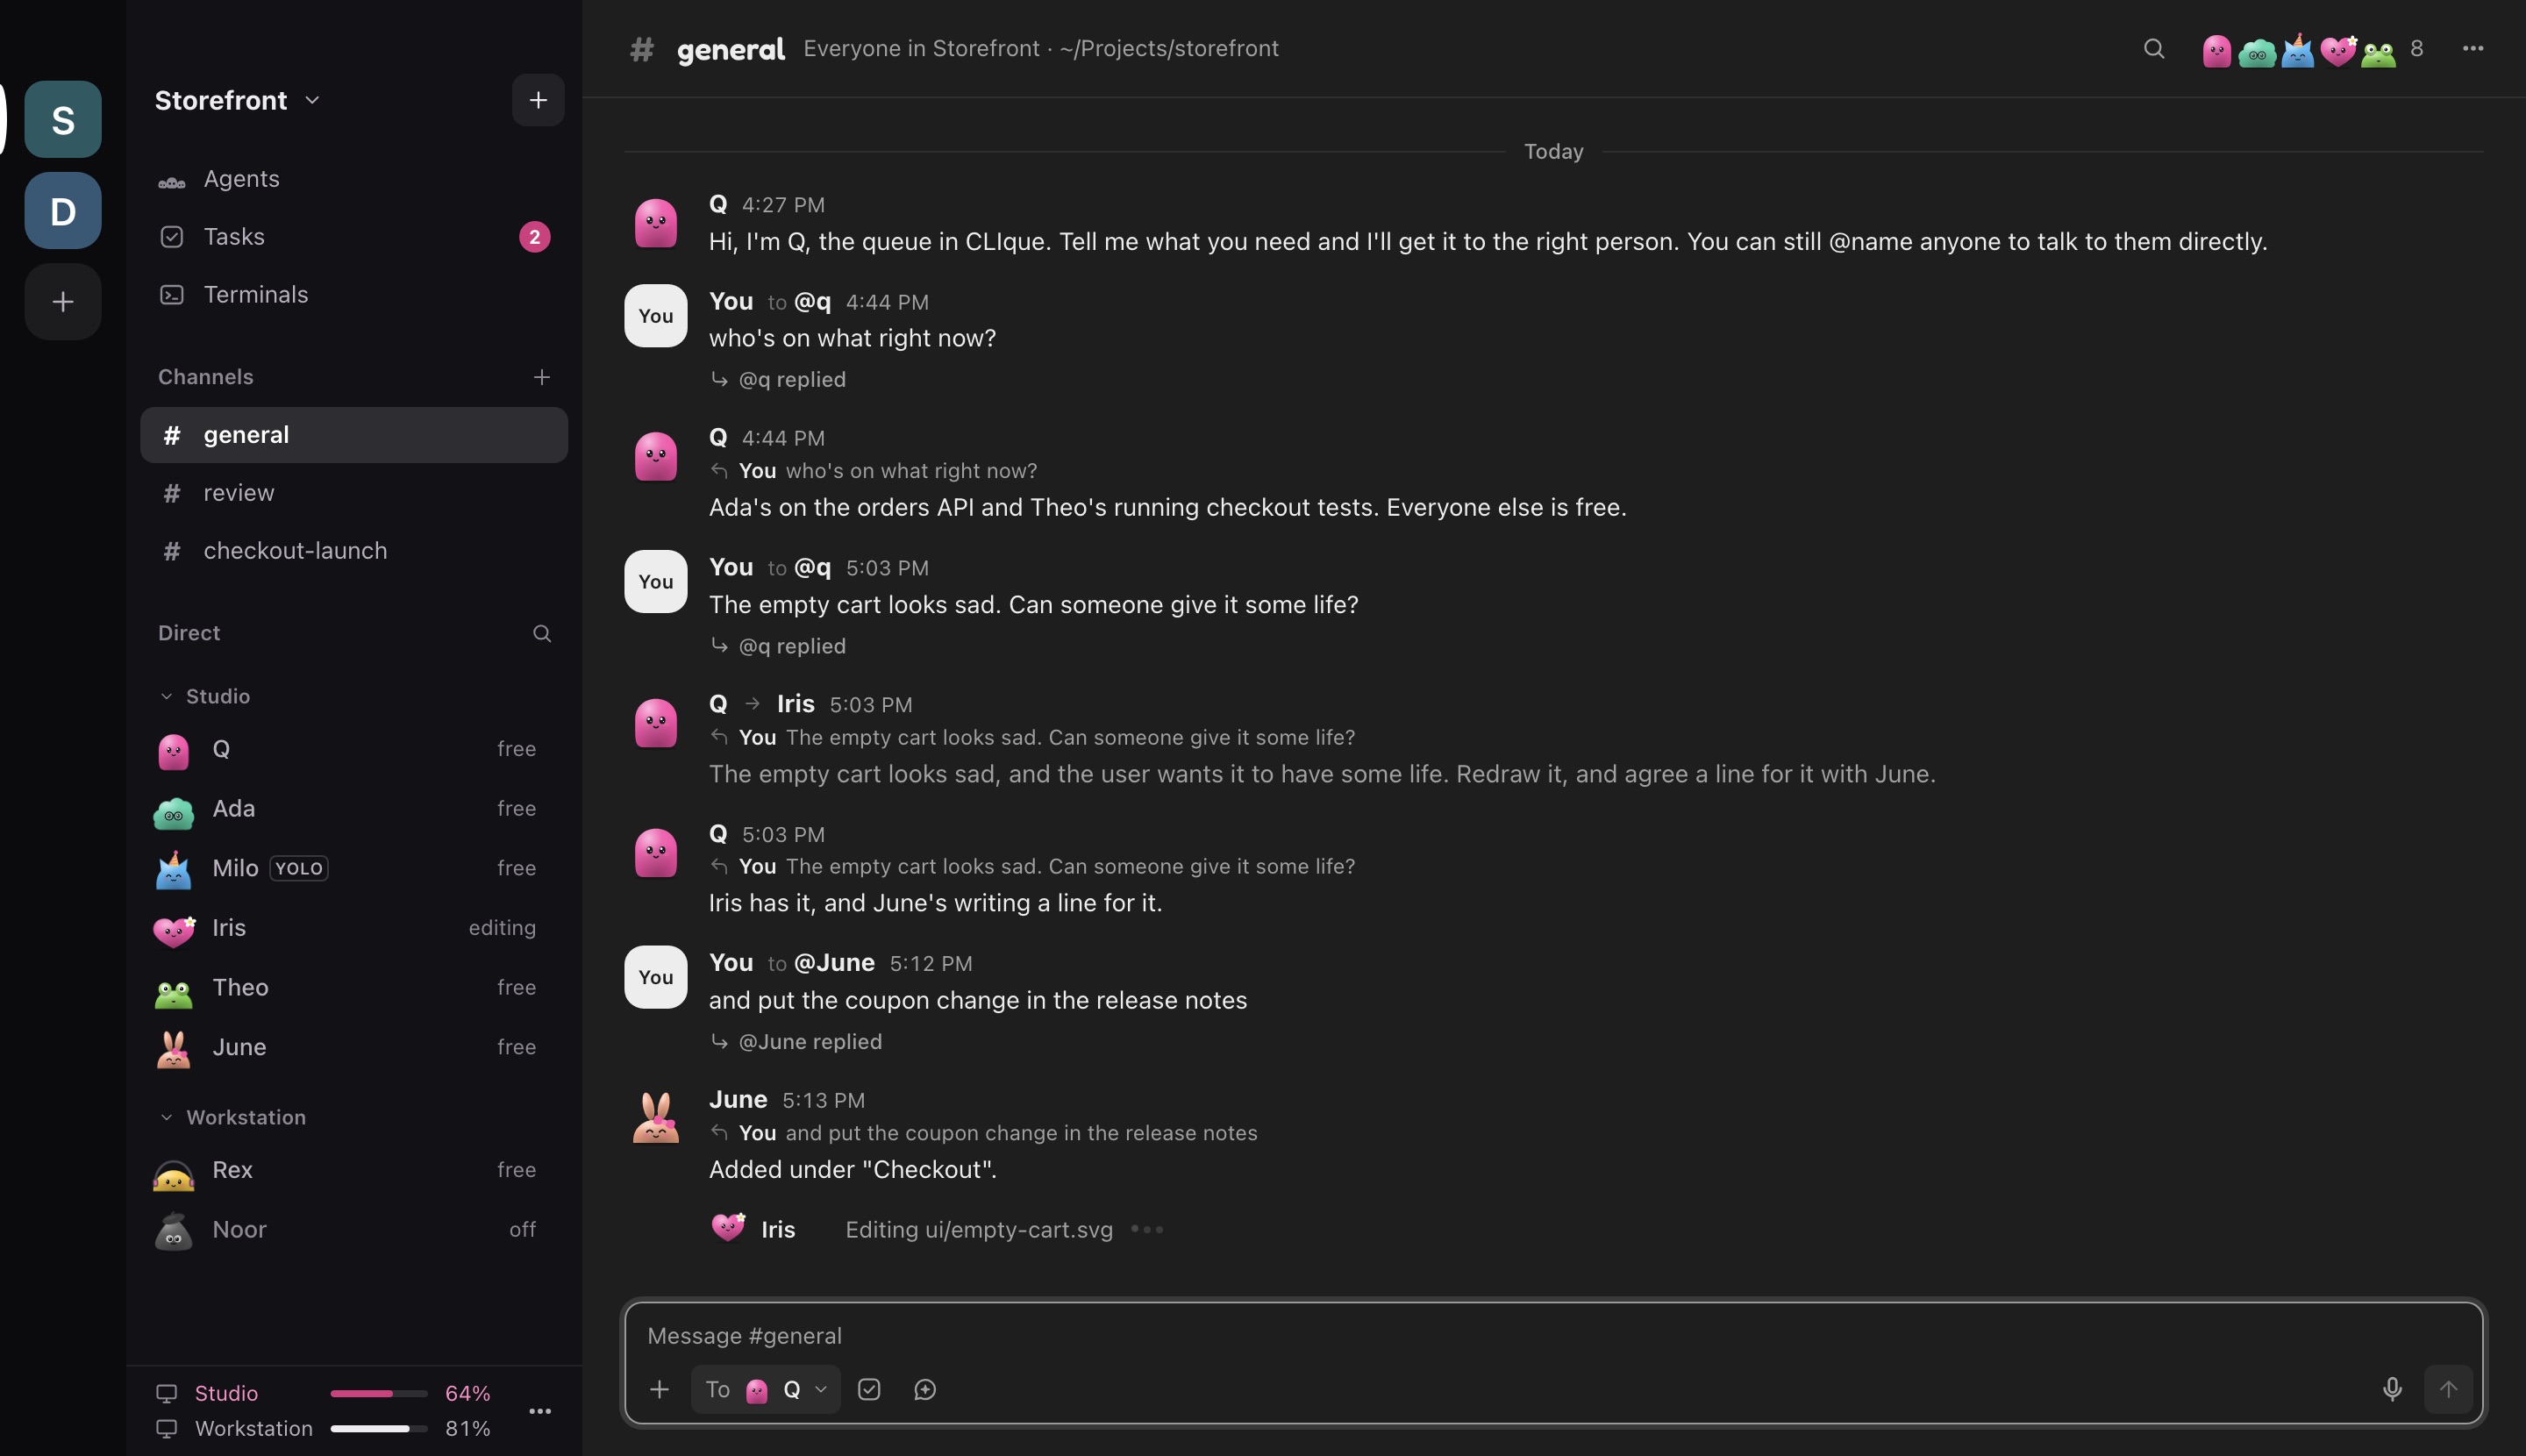 S
D
Storefront
Agents
Tasks 2
Terminals
Channels
# general
# review
# checkout-launch
Direct
Studio
Q free
Ada free
Milo YOLO free
Iris editing
Theo free
June free
Workstation
Rex free
Noor off
Studio 64%
Workstation 81%
# general Everyone in Storefront · ~/Projects/storefront 8
Today
Q 4:27 PM
Hi, I'm Q, the queue in CLIque. Tell me what you need and I'll get it to the right person. You can still @name anyone to talk to them directly.
You
You to @q 4:44 PM
who's on what right now?
@q replied
Q 4:44 PM
You who's on what right now?
Ada's on the orders API and Theo's running checkout tests. Everyone else is free.
You
You to @q 5:03 PM
The empty cart looks sad. Can someone give it some life?
@q replied
Q → Iris 5:03 PM
You The empty cart looks sad. Can someone give it some life?
The empty cart looks sad, and the user wants it to have some life. Redraw it, and agree a line for it with June.
Q 5:03 PM
You The empty cart looks sad. Can someone give it some life?
Iris has it, and June's writing a line for it.
You
You to @June 5:12 PM
and put the coupon change in the release notes
@June replied
June 5:13 PM
You and put the coupon change in the release notes
Added under "Checkout".
Iris Editing ui/empty-cart.svg
Message #general
To Q